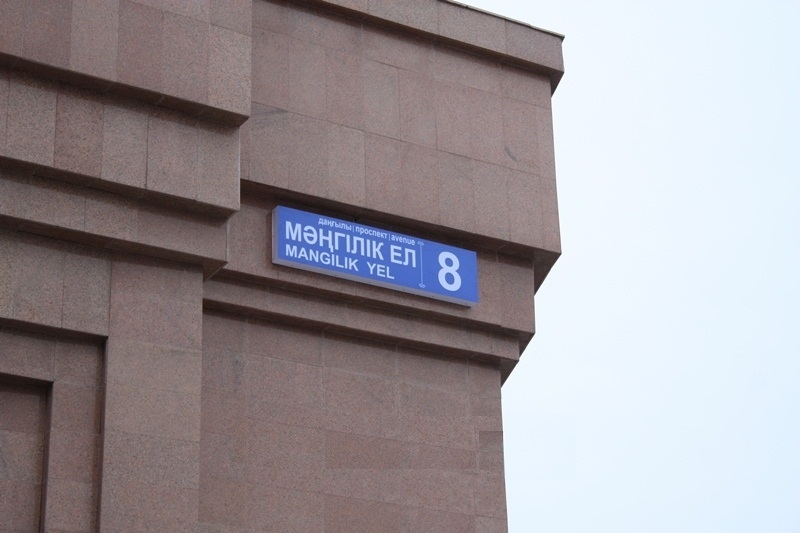 даңғылы | проспект | avenue
МӘҢГІЛІК ЕЛ
MANGILIK YEL
8